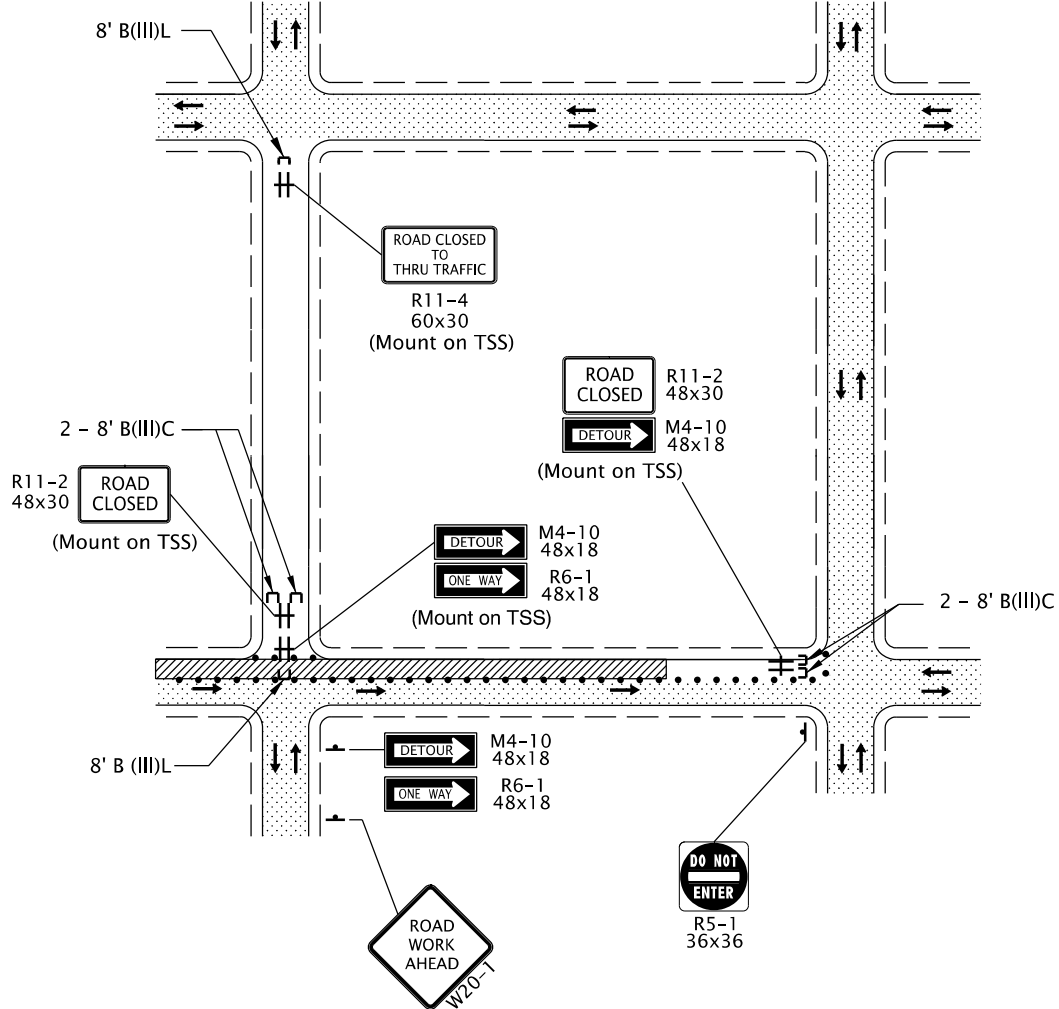 8' B(III)L
ROAD CLOSED
TO
THRU TRAFFIC
R11-4
60x30
(Mount on TSS)
ROAD
CLOSED
R11-2
48x30
DETOUR
M4-10
48x18
(Mount on TSS)
2 - 8' B(III)C
R11-2
48x30
ROAD
CLOSED
(Mount on TSS)
DETOUR
M4-10
48x18
ONE WAY
R6-1
48x18
(Mount on TSS)
2 - 8' B(III)C
8' B (III)L
DETOUR
M4-10
48x18
ONE WAY
R6-1
48x18
DO NOT
ENTER
R5-1
36x36
ROAD
WORK
AHEAD
W20-1